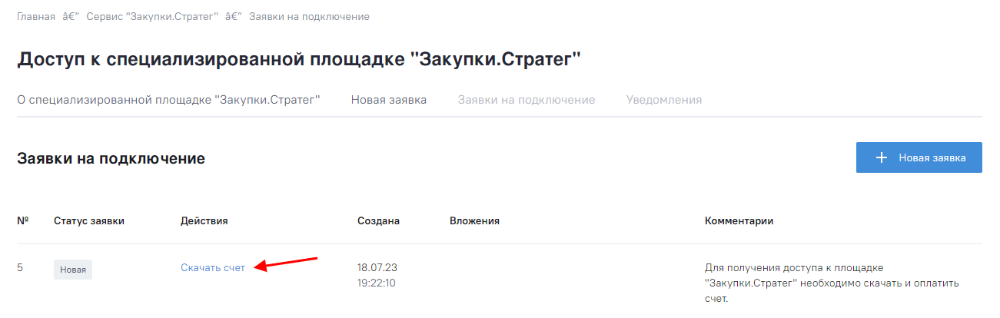 Главная â€” Сервис "Закупки.Стратег" â€” Заявки на подключение
Доступ к специализированной площадке "Закупки.Стратег"
О специализированной площадке "Закупки.Стратег" Новая заявка Заявки на подключение Уведомления
Заявки на подключение
Новая заявка
№ Статус заявки Действия Создана Вложения Комментарии
5 Новая Скачать счет 18.07.23 Для получения доступа к площадке
19:22:10 "Закупки.Стратег" необходимо скачать и оплатить
счет.